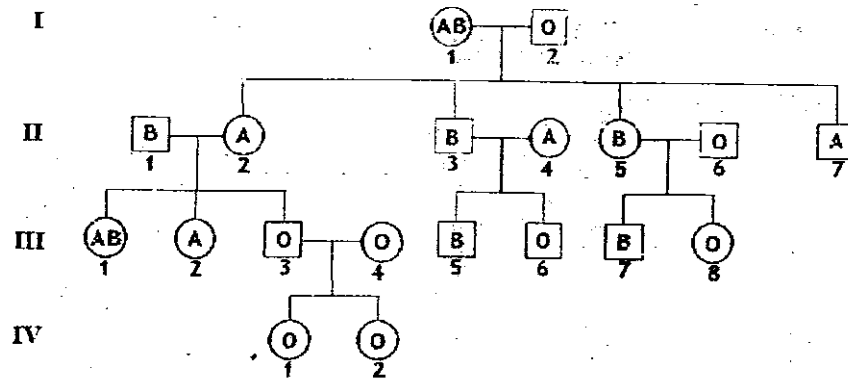 I AB O
1 2
II B A B A B O A
1 2 3 4 5 6 7
III AB A O O B O B O
1 2 3 4 5 6 7 8
IV O O
1 2